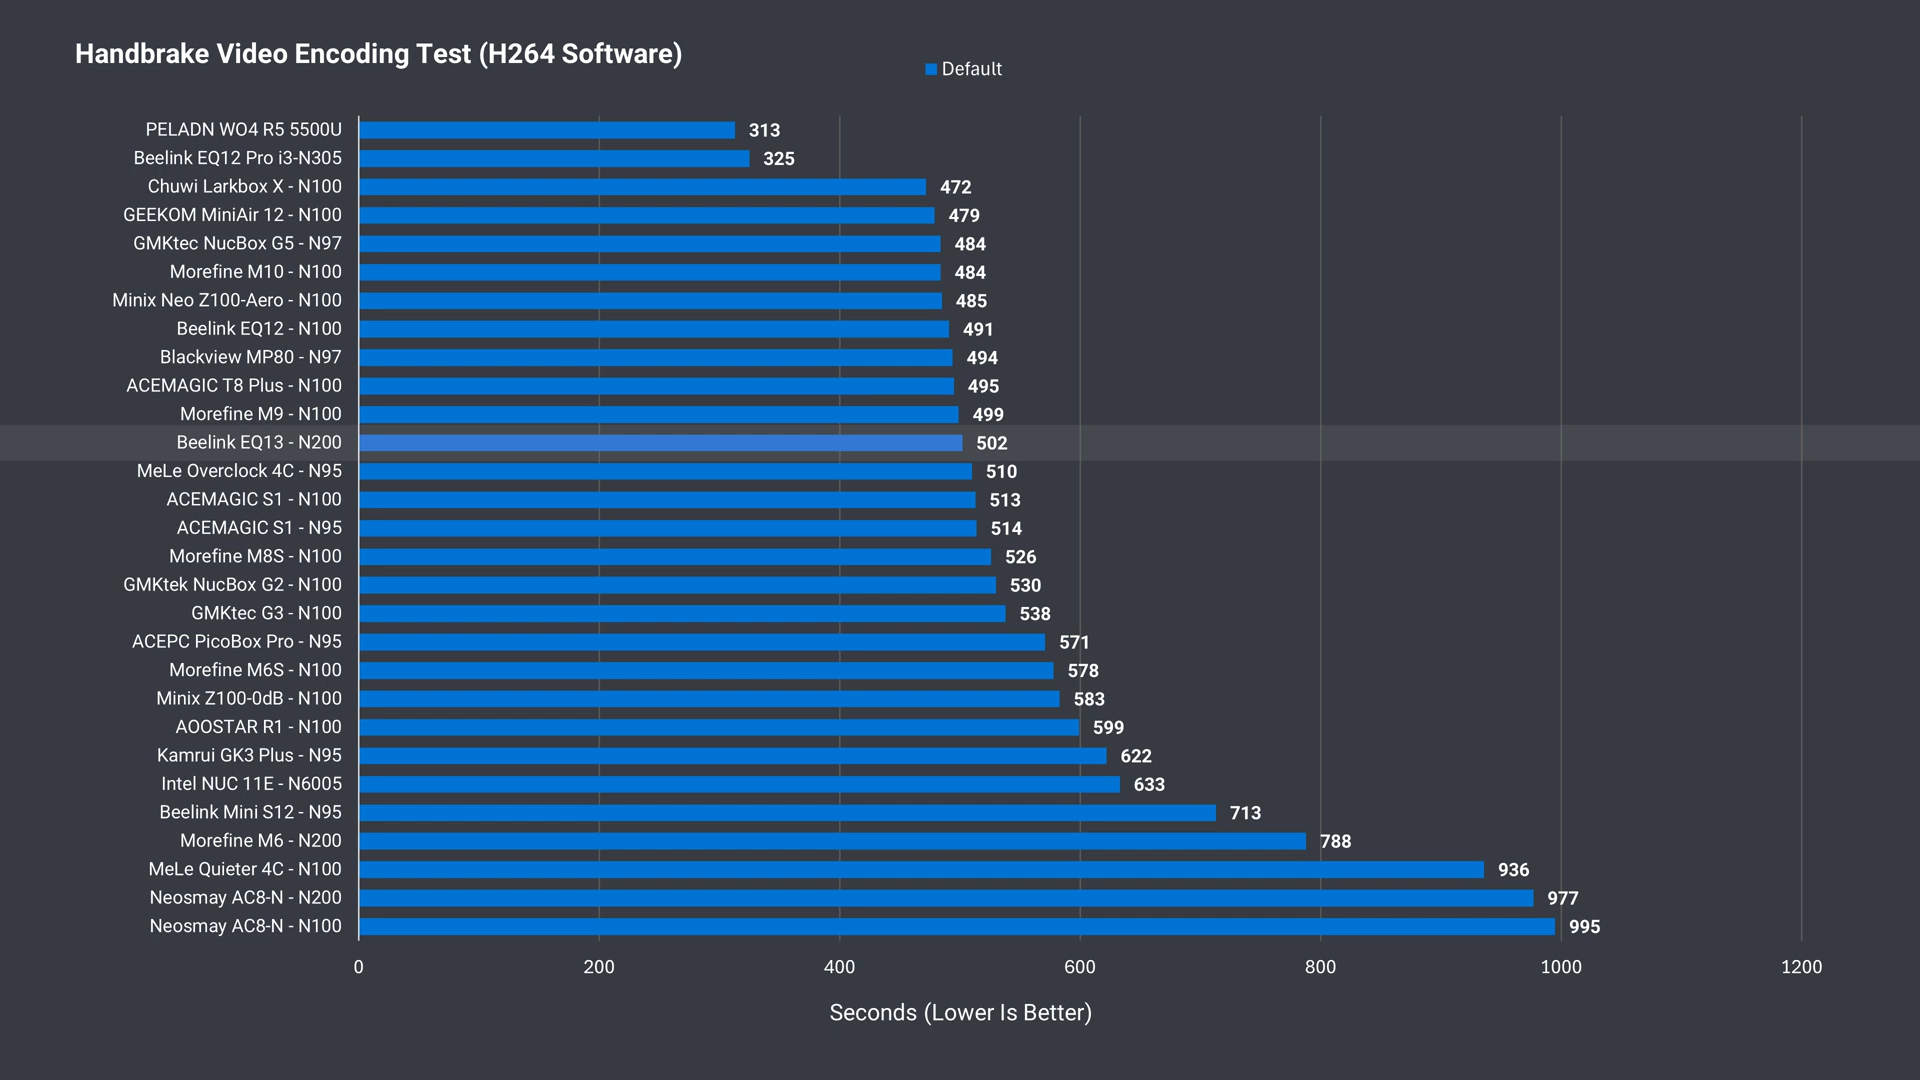 Handbrake Video Encoding Test (H264 Software)
Default
PELADN WO4 R5 5500U 313
Beelink EQ12 Pro i3-N305 325
Chuwi Larkbox X - N100 472
GEEKOM MiniAir 12 - N100 479
GMKtec NucBox G5 - N97 484
Morefine M10 - N100 484
Minix Neo Z100-Aero - N100 485
Beelink EQ12 - N100 491
Blackview MP80 - N97 494
ACEMAGIC T8 Plus - N100 495
Morefine M9 - N100 499
Beelink EQ13 - N200 502
MeLe Overclock 4C - N95 510
ACEMAGIC S1 - N100 513
ACEMAGIC S1 - N95 514
Morefine M8S - N100 526
GMKtek NucBox G2 - N100 530
GMKtec G3 - N100 538
ACEPC PicoBox Pro - N95 571
Morefine M6S - N100 578
Minix Z100-0dB - N100 583
AOOSTAR R1 - N100 599
Kamrui GK3 Plus - N95 622
Intel NUC 11E - N6005 633
Beelink Mini S12 - N95 713
Morefine M6 - N200 788
MeLe Quieter 4C - N100 936
Neosmay AC8-N - N200 977
Neosmay AC8-N - N100 995
0 200 400 600 800 1000 1200
Seconds (Lower Is Better)